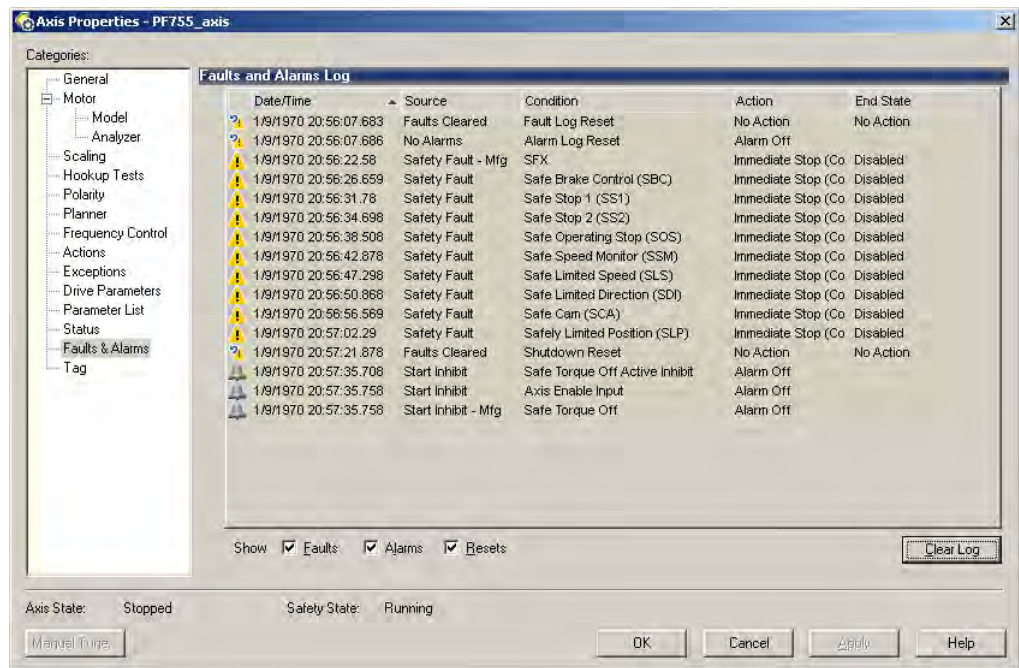 Axis Properties - PF755_axis
Categories:
General
Motor
Model
Analyzer
Scaling
Hookup Tests
Polarity
Planner
Frequency Control
Actions
Exceptions
Drive Parameters
Parameter List
Status
Faults & Alarms
Tag
Faults and Alarms Log
Date/Time Source Condition Action End State
1/9/1970 20:56:07.683 Faults Cleared Fault Log Reset No Action No Action
1/9/1970 20:56:07.686 No Alarms Alarm Log Reset Alarm Off
1/9/1970 20:56:22.58 Safety Fault - Mfg SFX Immediate Stop (Co Disabled
1/9/1970 20:56:26.659 Safety Fault Safe Brake Control (SBC) Immediate Stop (Co Disabled
1/9/1970 20:56:31.78 Safety Fault Safe Stop 1 (SS1) Immediate Stop (Co Disabled
1/9/1970 20:56:34.698 Safety Fault Safe Stop 2 (SS2) Immediate Stop (Co Disabled
1/9/1970 20:56:38.508 Safety Fault Safe Operating Stop (SOS) Immediate Stop (Co Disabled
1/9/1970 20:56:42.878 Safety Fault Safe Speed Monitor (SSM) Immediate Stop (Co Disabled
1/9/1970 20:56:47.298 Safety Fault Safe Limited Speed (SLS) Immediate Stop (Co Disabled
1/9/1970 20:56:50.868 Safety Fault Safe Limited Direction (SDI) Immediate Stop (Co Disabled
1/9/1970 20:56:56.569 Safety Fault Safe Cam (SCA) Immediate Stop (Co Disabled
1/9/1970 20:57:02.29 Safety Fault Safely Limited Position (SLP) Immediate Stop (Co Disabled
1/9/1970 20:57:21.878 Faults Cleared Shutdown Reset No Action No Action
1/9/1970 20:57:35.708 Start Inhibit Safe Torque Off Active Inhibit Alarm Off
1/9/1970 20:57:35.758 Start Inhibit Axis Enable Input Alarm Off
1/9/1970 20:57:35.758 Start Inhibit - Mfg Safe Torque Off Alarm Off
Show Faults Alarms Resets Clear Log
Axis State: Stopped Safety State: Running
Manual Tune... OK Cancel Apply Help